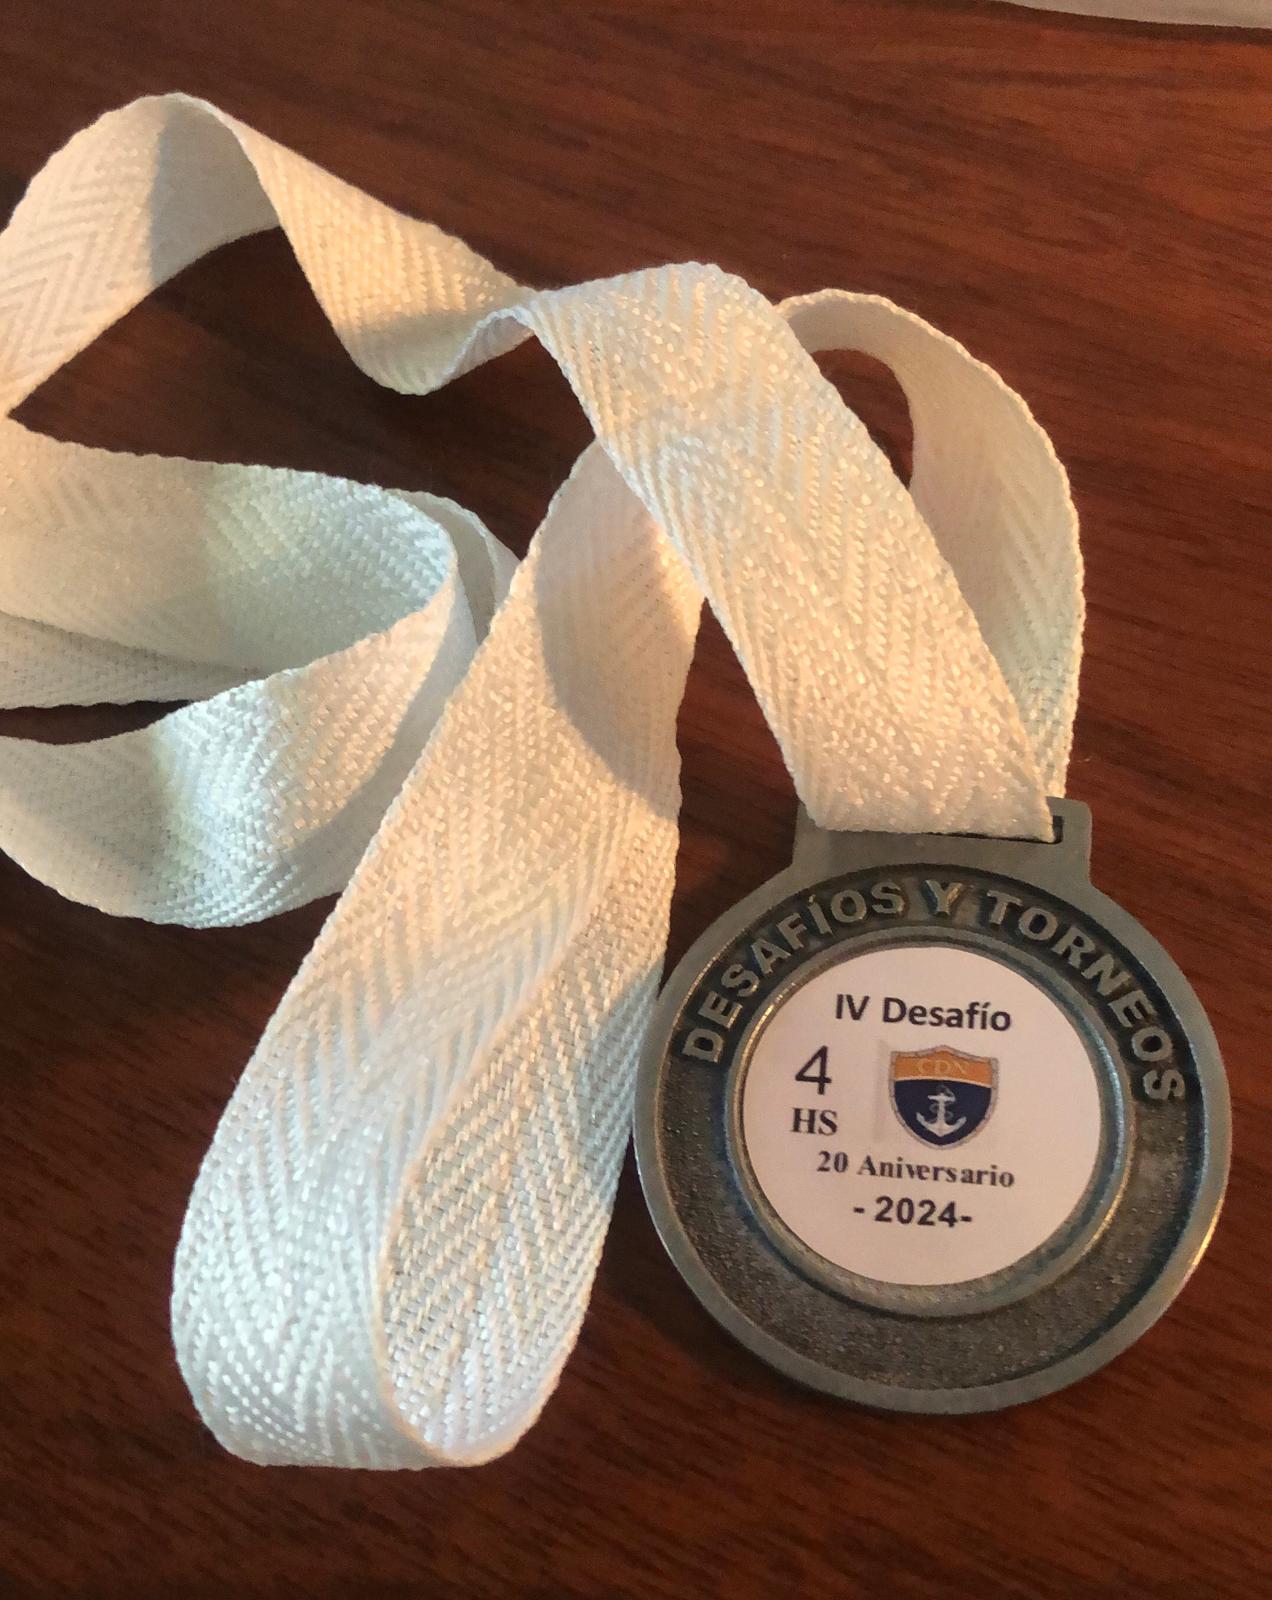 DESAFÍOS Y TORNEOS
IV Desafío
4
HS
CDN
20 Aniversario
- 2024-